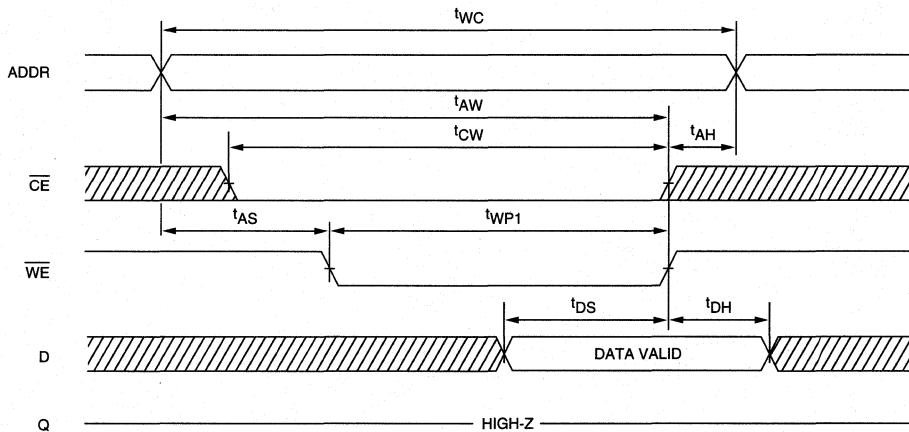 tWC
ADDR
tAW
tCW
tAH
CE
tAS
tWP1
WE
tDS
tDH
D
DATA VALID
Q
HIGH-Z